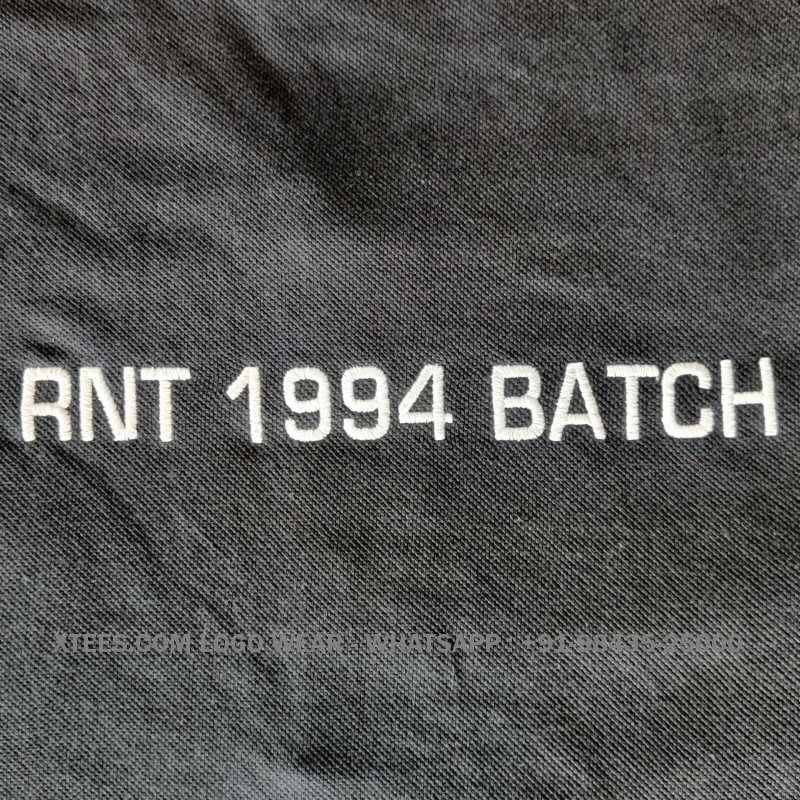 RNT 1994 BATCH
XTEES.COM LOGO WEAR - WHATSAPP :